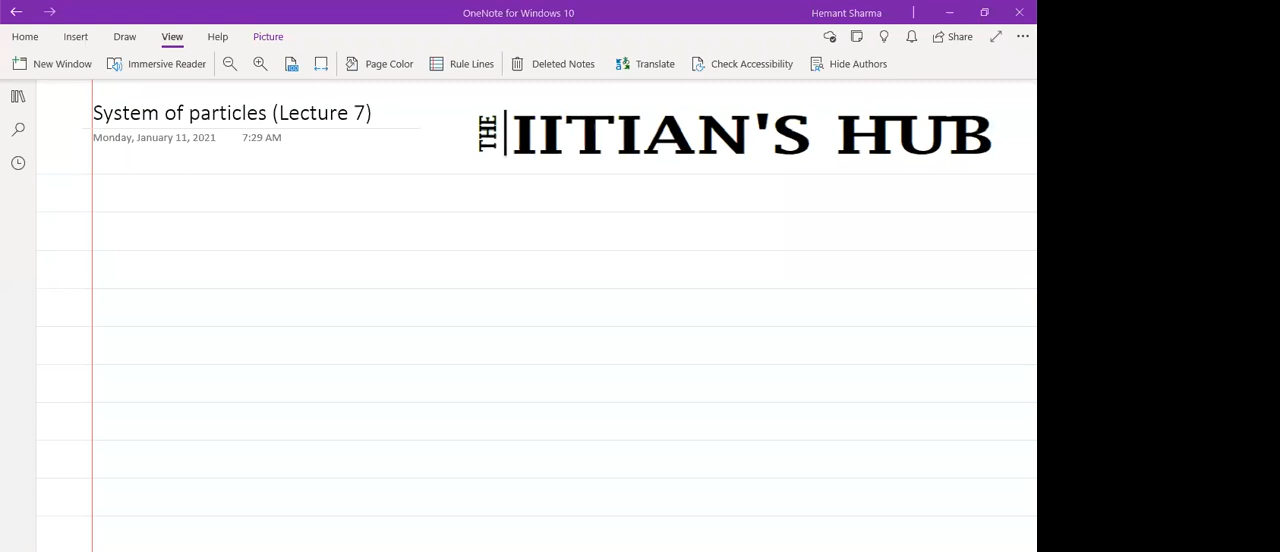 OneNote for Windows 10
Hemant Sharma
Home Insert Draw View Help Picture
Share
New Window Immersive Reader Page Color Rule Lines Deleted Notes Translate Check Accessibility Hide Authors
System of particles (Lecture 7)
Monday, January 11, 2021 7:29 AM
THE IITIAN'S HUB